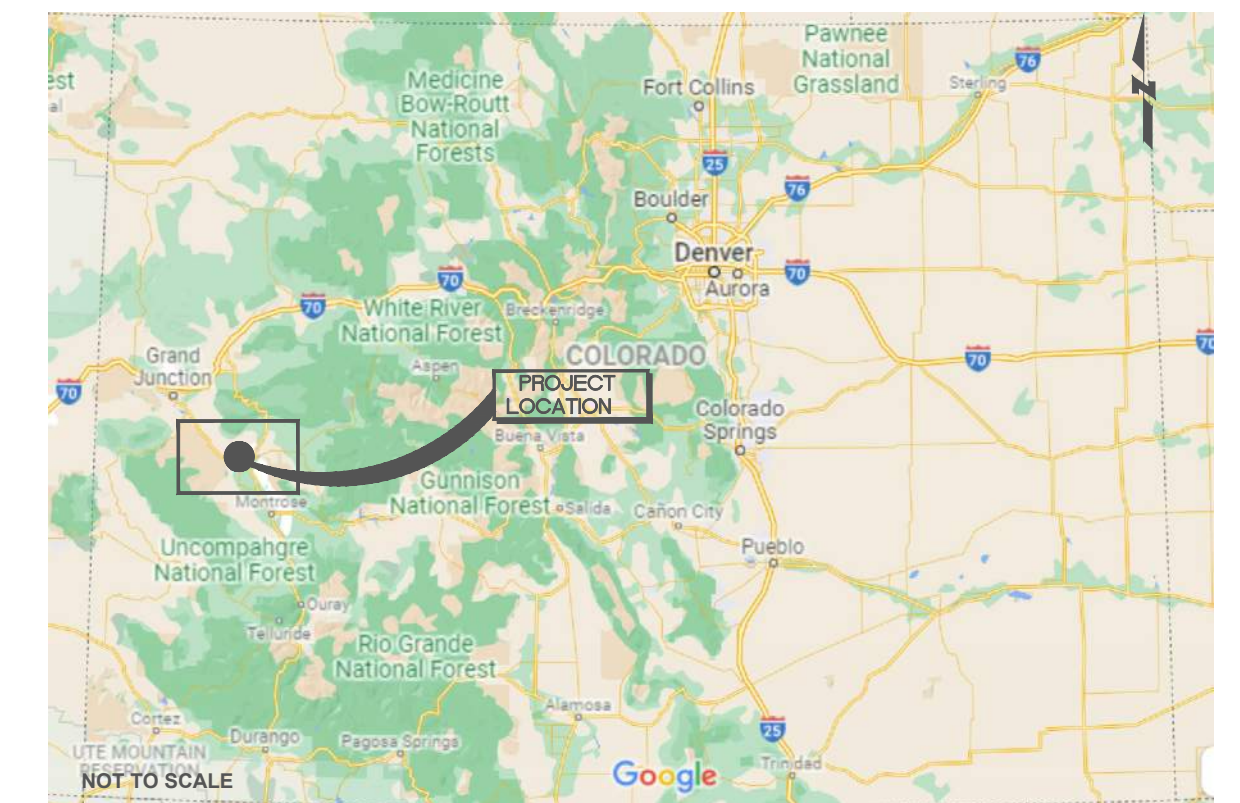 Pawnee
National
Grassland
76
est
al
Medicine
Bow-Routt
National
Forests
Fort Collins
Sterling
N
25
76
Boulder
Denver
70
Aurora
70
70
White River
National Forest
Breckenridge
Grand
Junction
Aspen
COLORADO
70
70
70
PROJECT
LOCATION
Colorado
Springs
Buena Vista
Gunnison
National Forest
Salida
Cañon City
Montrose
Uncompahgre
National Forest
Pueblo
Ouray
Telluride
Rio Grande
National Forest
Alamosa
Cortez
Durango
Pagosa Springs
25
UTE MOUNTAIN
RESERVATION
NOT TO SCALE
Google
Trinidad